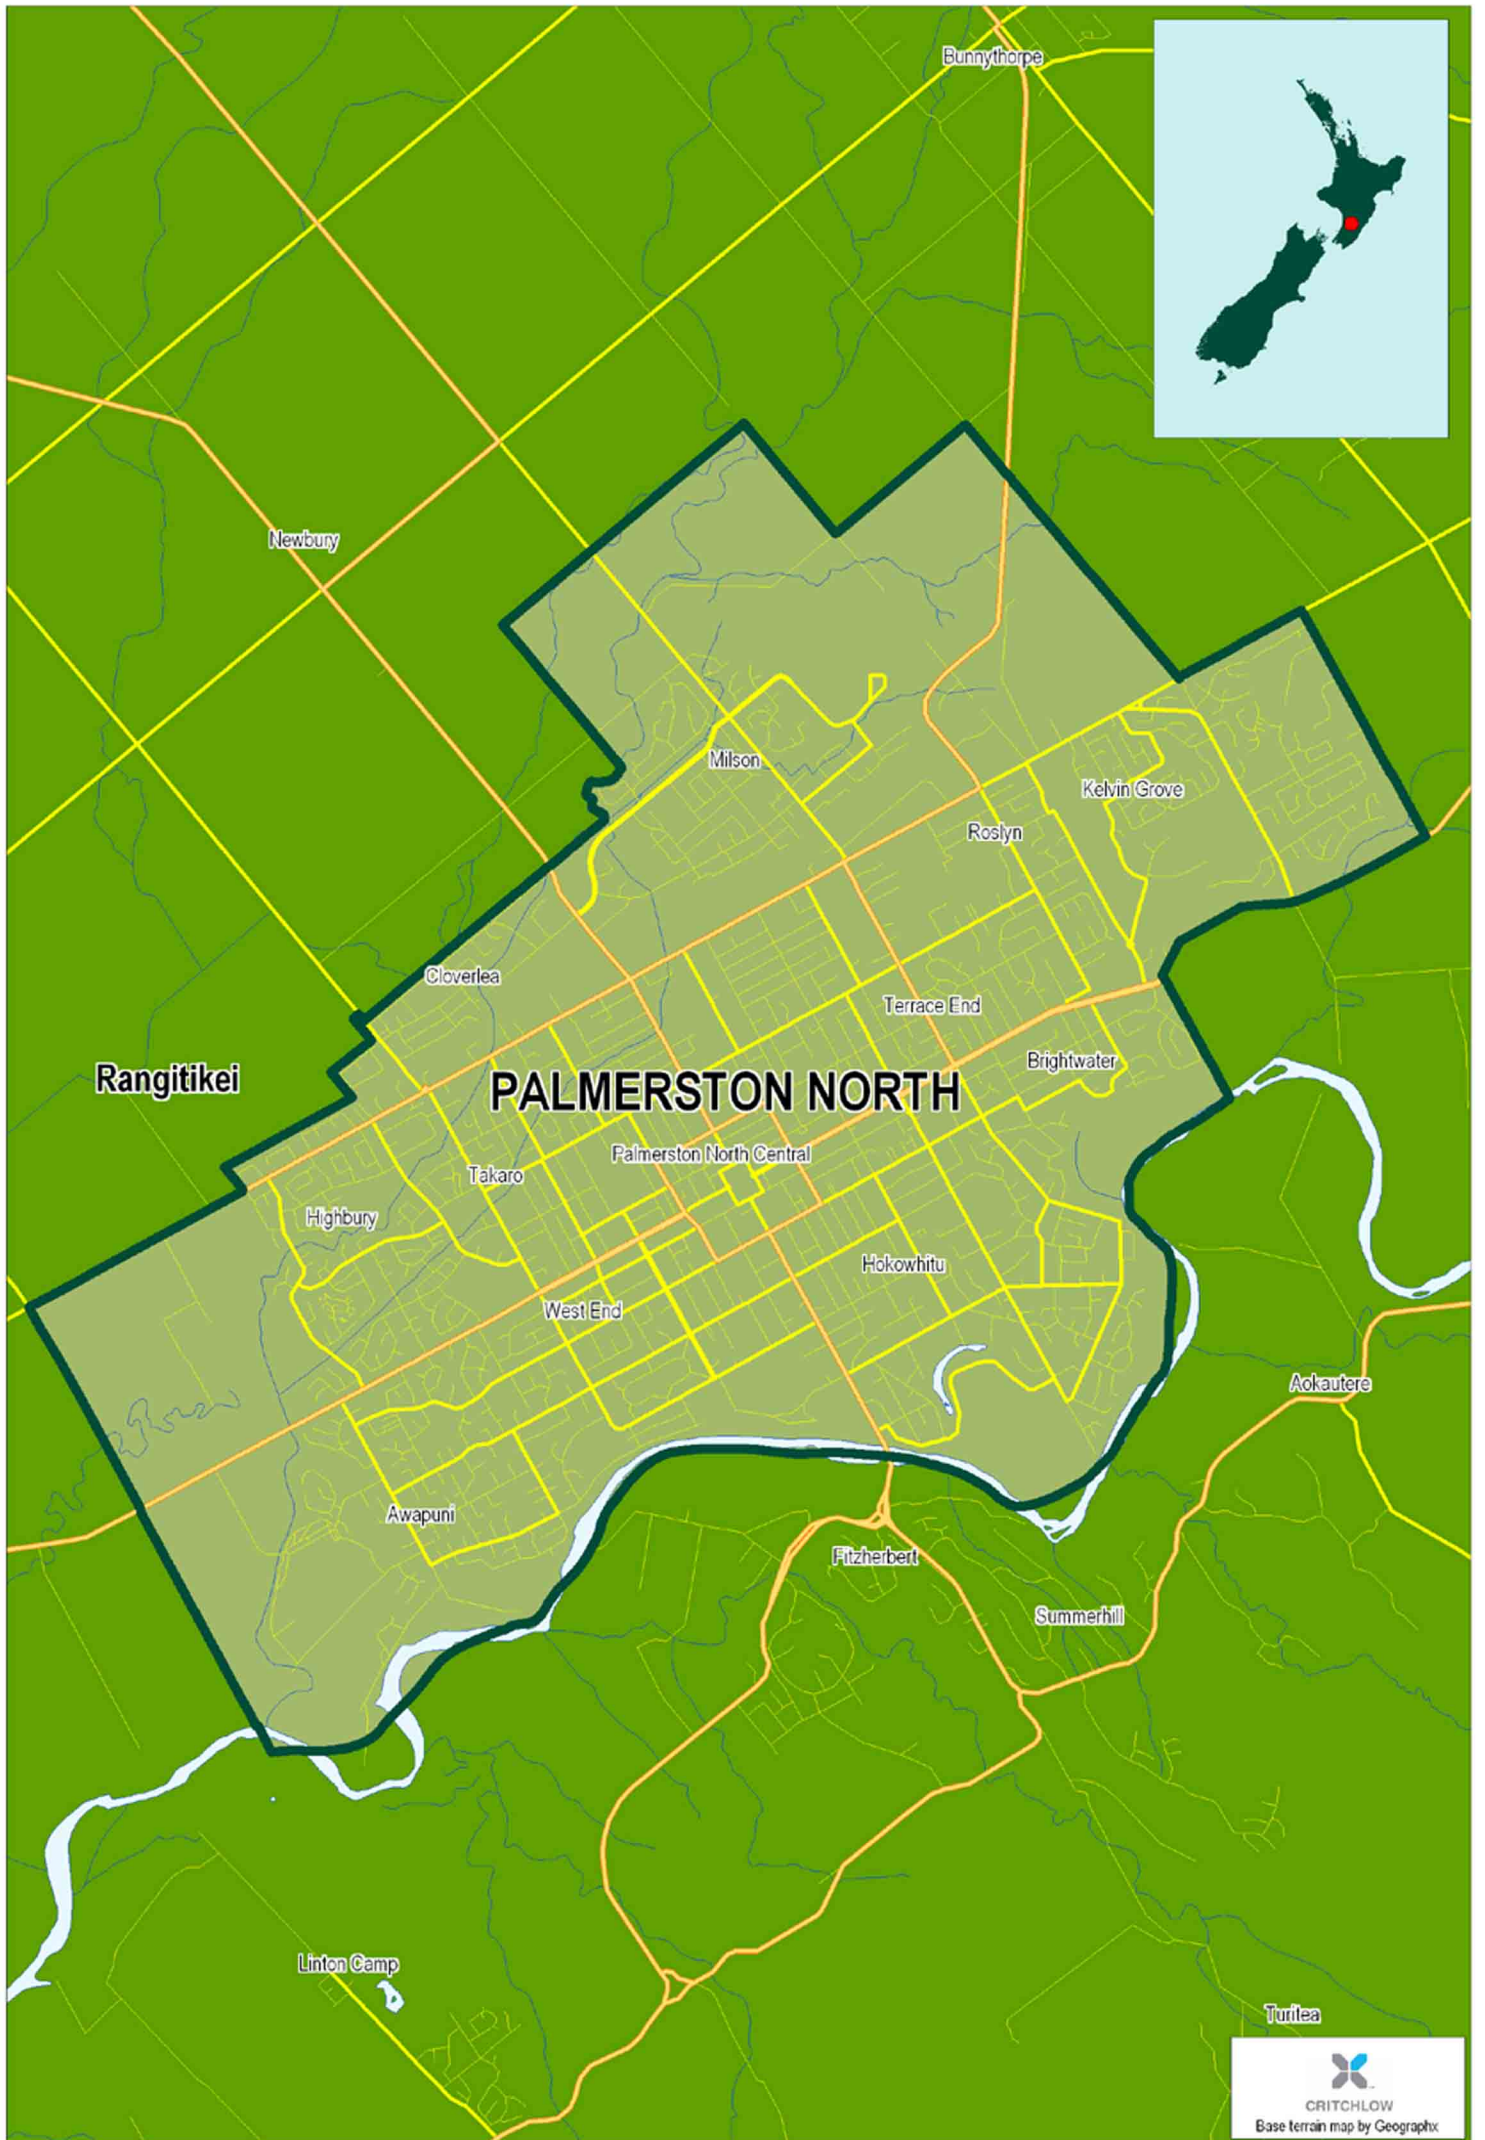 Bunnythorpe
Newbury
Milson
Kelvin Grove
Roslyn
Cloverlea
Terrace End
Brightwater
Rangitikei
PALMERSTON NORTH
Palmerston North Central
Takaro
Highbury
Hokowhitu
West End
Aokautere
Awapuni
Fitzherbert
Summerhill
Linton Camp
Turitea
CRITCHLOW
Base terrain map by Geographx